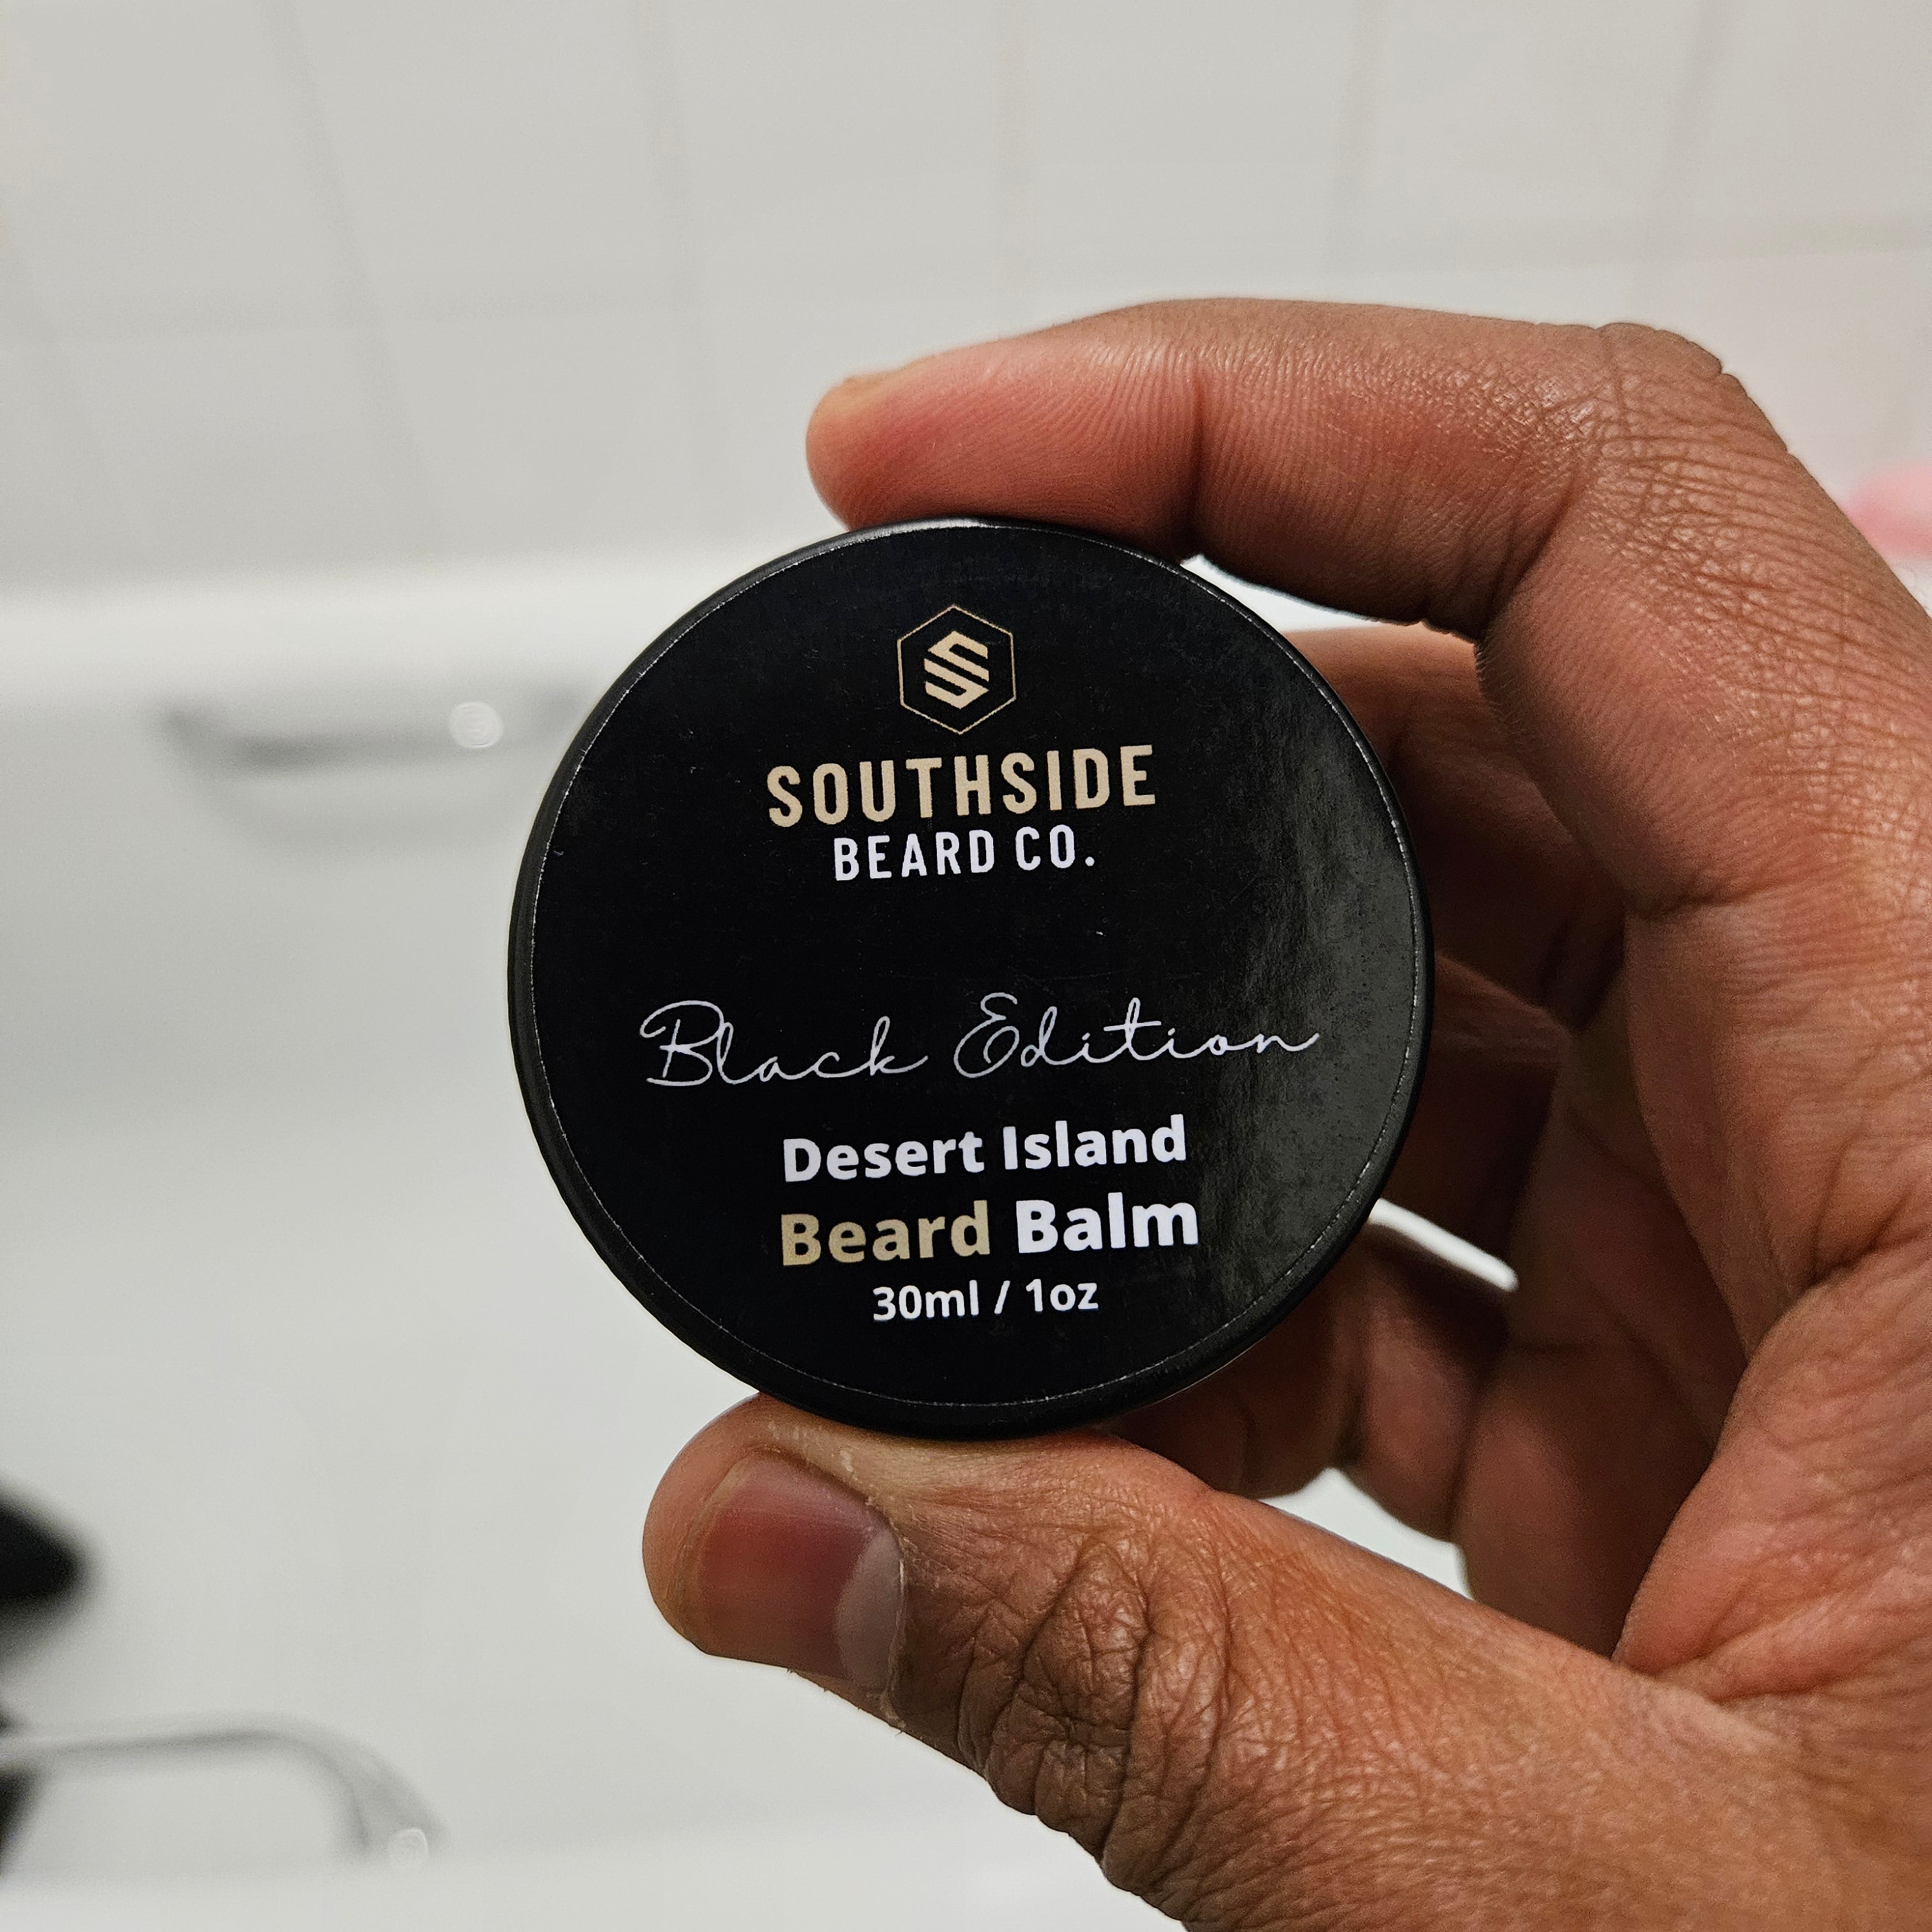 SOUTHSIDE
BEARD CO.
Black Edition
Desert Island
Beard Balm
30ml / 1oz